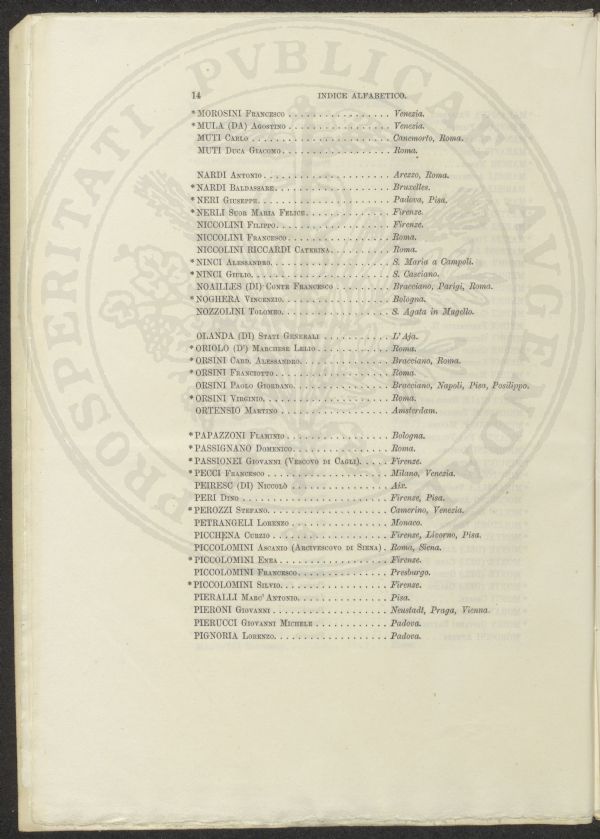 PROSPERITATI PVBLICAE AVGENDAE
14 INDICE ALFABETICO.
* MOROSINI Francesco . . . . . . . . . . . . . . . . . Venezia.
* MULA (DA) Agostino . . . . . . . . . . . . . . . . . Venezia.
MUTI Carlo . . . . . . . . . . . . . . . . . . . . . . Canemorto, Roma.
MUTI Duca Giacomo. . . . . . . . . . . . . . . . . . Roma.
NARDI Antonio . . . . . . . . . . . . . . . . . . . . Arezzo, Roma.
* NARDI Baldassare. . . . . . . . . . . . . . . . . . . Bruxelles.
* NERI Giuseppe. . . . . . . . . . . . . . . . . . . . . Padova, Pisa.
* NERLI Suor Maria Felice. . . . . . . . . . . . . . . Firenze.
NICCOLINI Filippo. . . . . . . . . . . . . . . . . . . Firenze.
NICCOLINI Francesco . . . . . . . . . . . . . . . . . Roma.
NICCOLINI RICCARDI Caterina . . . . . . . . . . Roma.
* NINCI Alessandro. . . . . . . . . . . . . . . . . . . . S. Maria a Campoli.
* NINCI Giulio. . . . . . . . . . . . . . . . . . . . . . . S. Casciano.
NOAILLES (DI) Conte Francesco . . . . . . . . . Bracciano, Parigi, Roma.
* NOGHERA Vincenzio. . . . . . . . . . . . . . . . . . Bologna.
NOZZOLINI Tolomeo. . . . . . . . . . . . . . . . . . S. Agata in Mugello.
OLANDA (DI) Stati Generali . . . . . . . . . . . L' Aja.
* ORIOLO (D') Marchese Lelio . . . . . . . . . . . . Roma.
* ORSINI Card. Alessandro. . . . . . . . . . . . . . . Bracciano, Roma.
* ORSINI Franciotto . . . . . . . . . . . . . . . . . . . Roma.
ORSINI Paolo Giordano. . . . . . . . . . . . . . . . Bracciano, Napoli, Pisa, Posilippo.
* ORSINI Virginio. . . . . . . . . . . . . . . . . . . . . Roma.
ORTENSIO Martino . . . . . . . . . . . . . . . . . . Amsterdam.
* PAPAZZONI Flaminio . . . . . . . . . . . . . . . . . Bologna.
* PASSIGNANO Domenico. . . . . . . . . . . . . . . . Roma.
* PASSIONEI Giovanni (Vescovo di Cagli). . . . . Firenze.
* PECCI Francesco . . . . . . . . . . . . . . . . . . . . Milano, Venezia.
PEIRESC (DI) Niccolò . . . . . . . . . . . . . . . . Aix.
PERI Dino . . . . . . . . . . . . . . . . . . . . . . . . Firenze, Pisa.
* PEROZZI Stefano. . . . . . . . . . . . . . . . . . . . Camerino, Venezia.
PETRANGELI Lorenzo . . . . . . . . . . . . . . . . Monaco.
PICCHENA Curzio . . . . . . . . . . . . . . . . . . . Firenze, Livorno, Pisa.
PICCOLOMINI Ascanio (Arcivescovo di Siena) . Roma, Siena.
* PICCOLOMINI Enea . . . . . . . . . . . . . . . . . . Firenze.
PICCOLOMINI Francesco. . . . . . . . . . . . . . . Presburgo.
* PICCOLOMINI Silvio. . . . . . . . . . . . . . . . . . Firenze.
PIERALLI Marc' Antonio. . . . . . . . . . . . . . . Pisa.
PIERONI Giovanni . . . . . . . . . . . . . . . . . . . Neustadt, Praga, Vienna.
PIERUCCI Giovanni Michele . . . . . . . . . . . . Padova.
PIGNORIA Lorenzo. . . . . . . . . . . . . . . . . . . Padova.